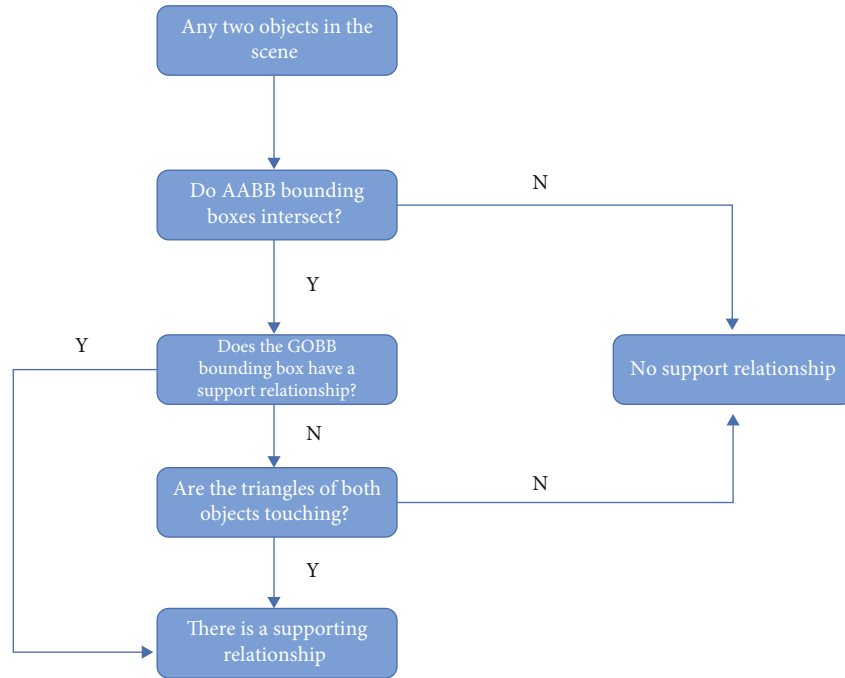 Any two objects in the
scene
Do AABB bounding
boxes intersect?
N
Y
Y
Does the GOBB
bounding box have a
support relationship?
No support relationship
N
Are the triangles of both
objects touching?
N
Y
There is a supporting
relationship